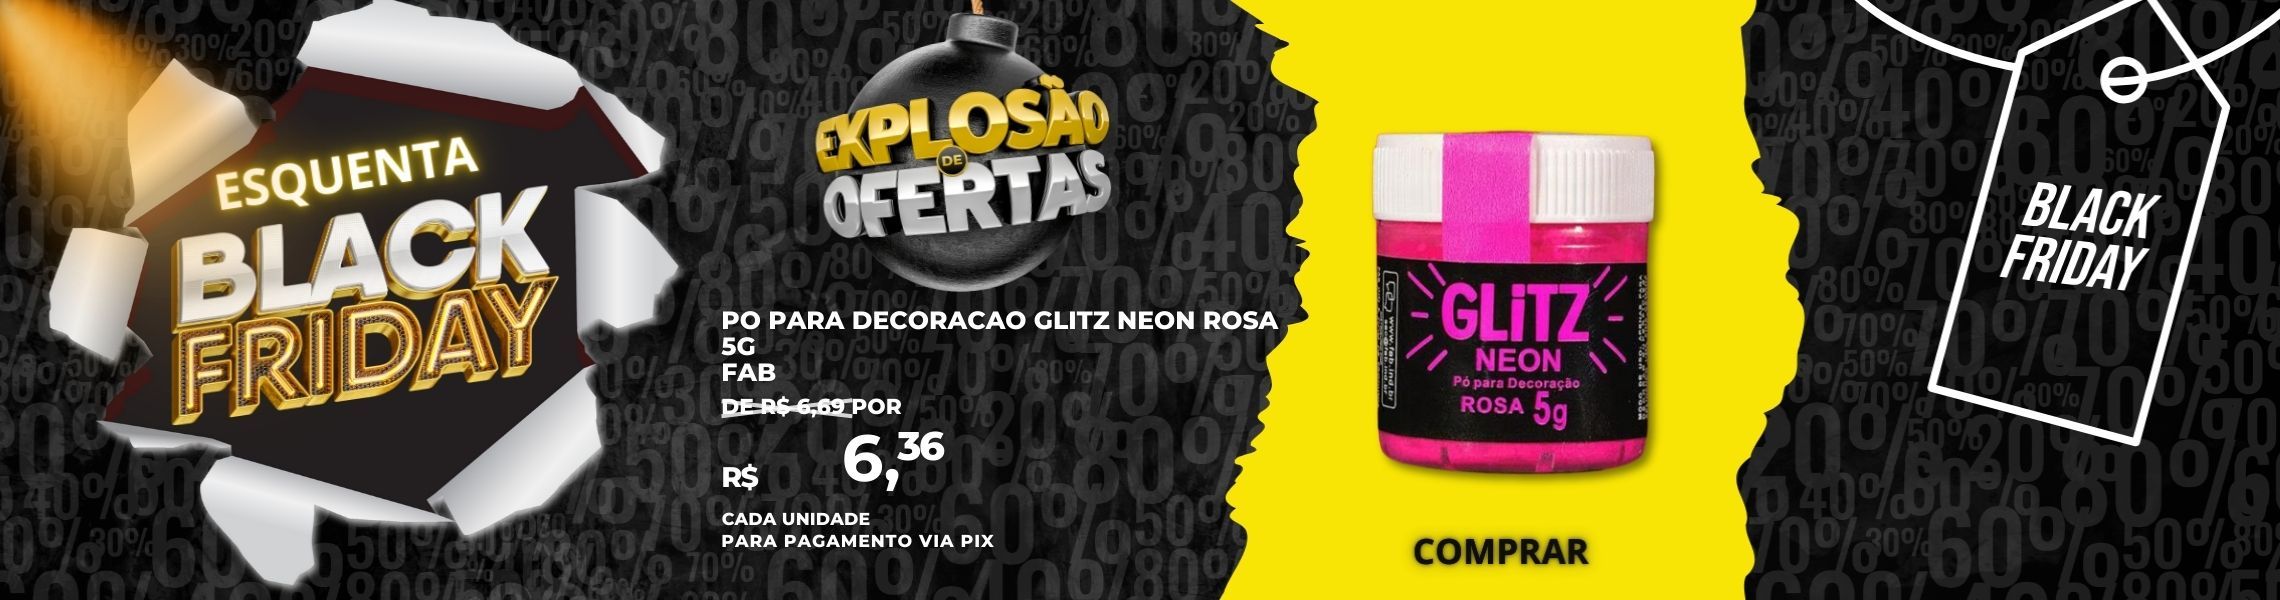 ESQUENTA
BLACK
FRIDAY
EXPLOSÃO
DE
OFERTAS
PO PARA DECORACAO GLITZ NEON ROSA
5G
FAB
DE R$ 6,69 POR
R$ 6,36
CADA UNIDADE
PARA PAGAMENTO VIA PIX
GLiTZ
NEON
Pó para Decoração
ROSA 5g
COMPRAR
BLACK
FRIDAY